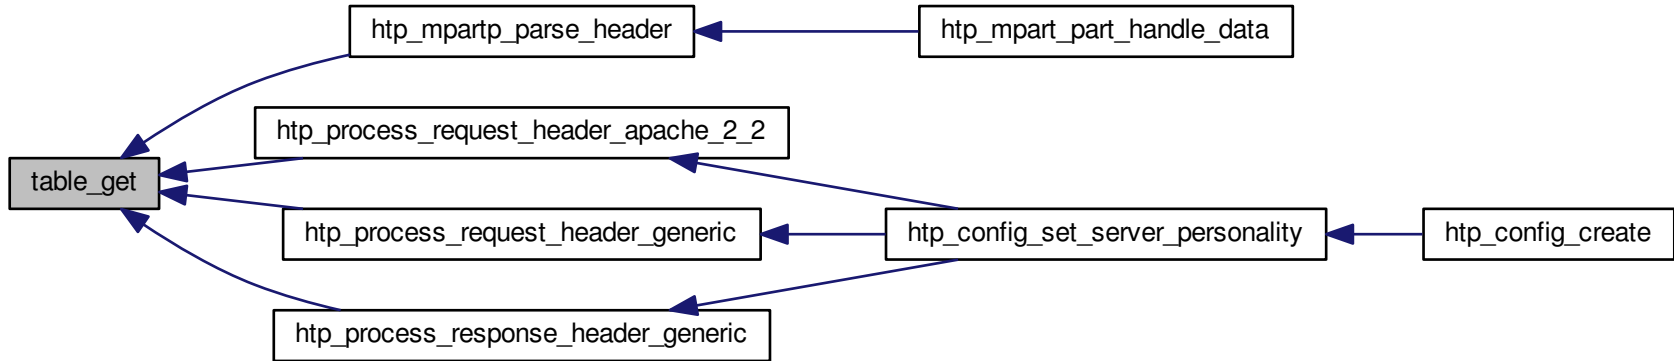 htp_mpartp_parse_header
htp_mpart_part_handle_data
htp_process_request_header_apache_2_2
table_get
htp_process_request_header_generic
htp_config_set_server_personality
htp_config_create
htp_process_response_header_generic